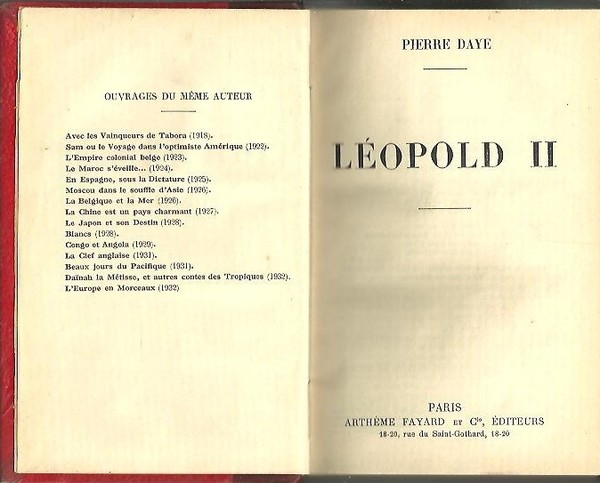 OUVRAGES DU MÊME AUTEUR
Avec les Vainqueurs de Tabora (1918).
Sam ou le Voyage dans l'optimiste Amérique (1922).
L'Empire colonial belge (1923).
Le Maroc s'éveille... (1924).
En Espagne, sous la Dictature (1925).
Moscou dans le souffle d'Asie (1926).
La Belgique et la Mer (1926).
La Chine est un pays charmant (1927).
Le Japon et son Destin (1928).
Blancs (1928).
Congo et Angola (1929).
La Clef anglaise (1931).
Beaux jours du Pacifique (1931).
Daïnah la Métisse, et autres contes des Tropiques (1932).
L'Europe en Morceaux (1932)
PIERRE DAYE
LÉOPOLD II
PARIS
ARTHÈME FAYARD ET Cie, ÉDITEURS
18-20, rue du Saint-Gothard, 18-20